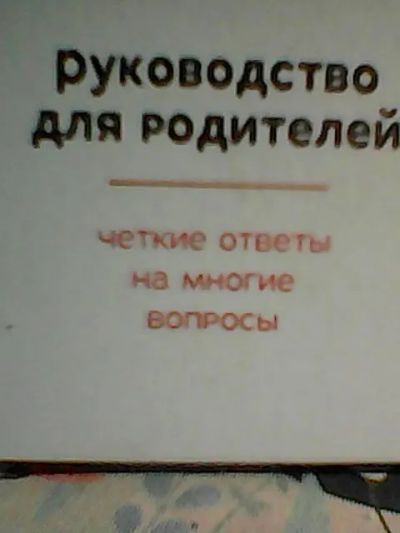 руководство
для родителей
четкие ответы
на многие
вопросы